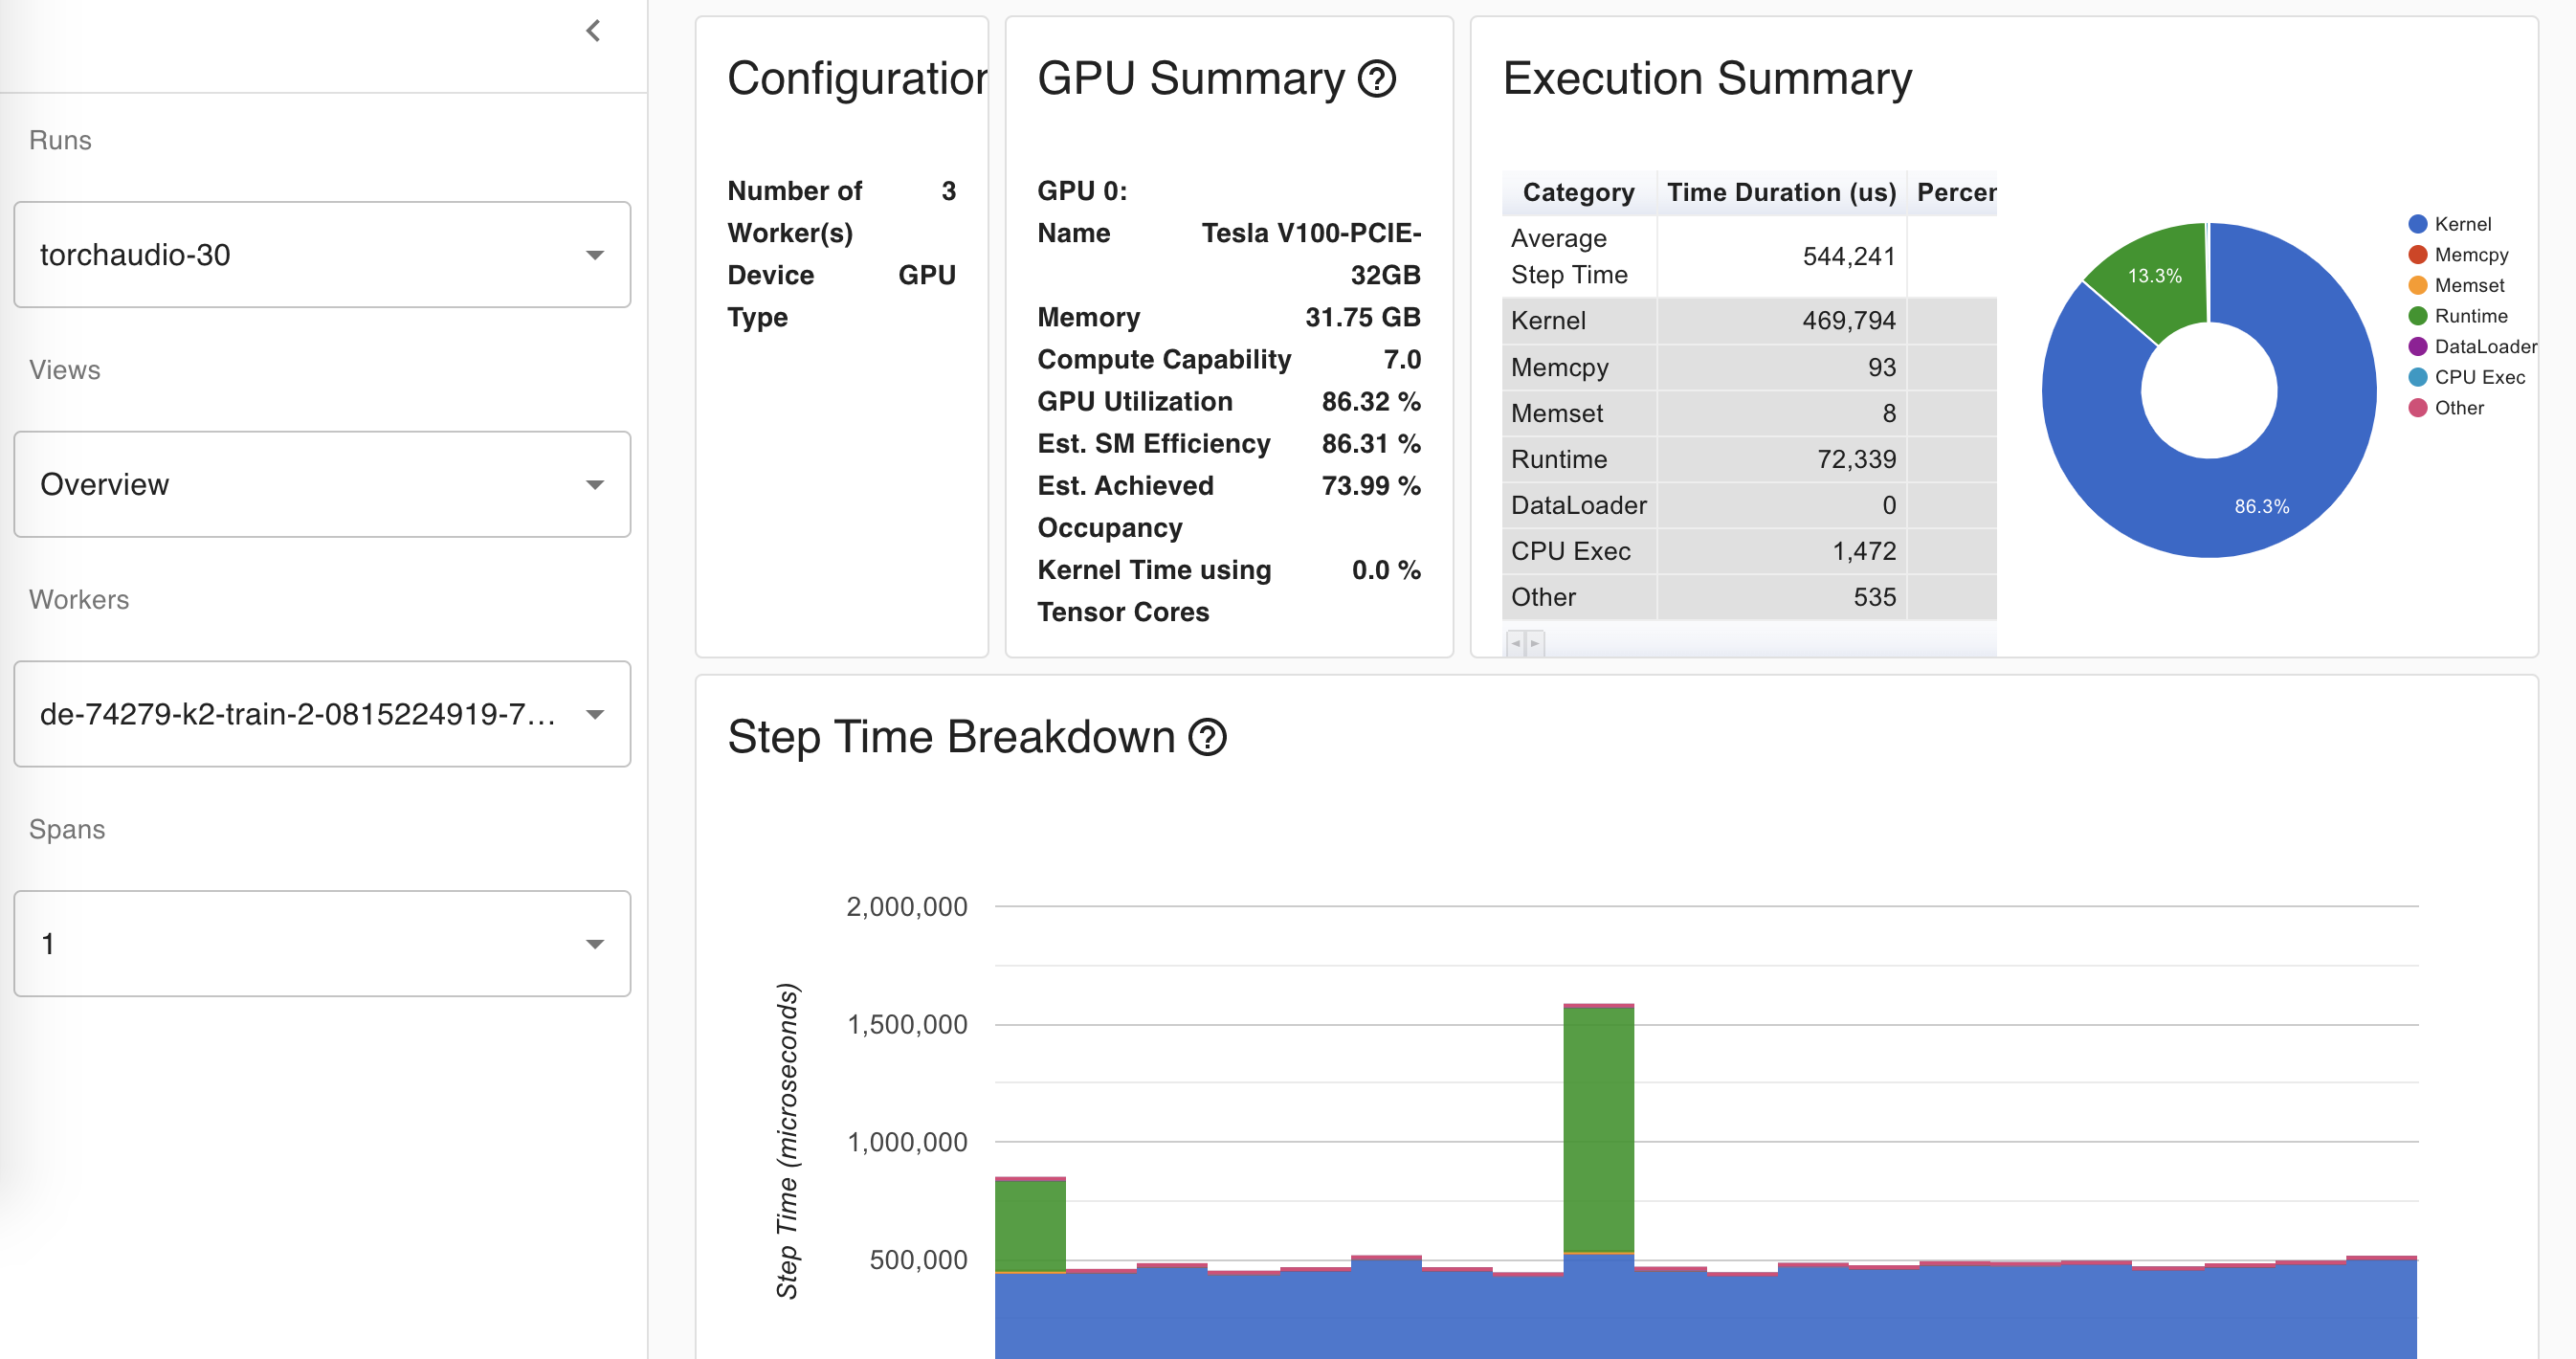 Runs
torchaudio-30
Views
Overview
Workers
de-74279-k2-train-2-0815224919-7...
Spans
1
Configuration
Number of 3
Worker(s)
Device GPU
Type
GPU Summary ?
GPU 0:
Name Tesla V100-PCIE-
32GB
Memory 31.75 GB
Compute Capability 7.0
GPU Utilization 86.32 %
Est. SM Efficiency 86.31 %
Est. Achieved 73.99 %
Occupancy
Kernel Time using 0.0 %
Tensor Cores
Execution Summary
Category Time Duration (us) Percen
Average
Step Time 544,241
Kernel 469,794
Memcpy 93
Memset 8
Runtime 72,339
DataLoader 0
CPU Exec 1,472
Other 535
13.3%
86.3%
Kernel
Memcpy
Memset
Runtime
DataLoader
CPU Exec
Other
Step Time Breakdown ?
Step Time (microseconds)
2,000,000
1,500,000
1,000,000
500,000